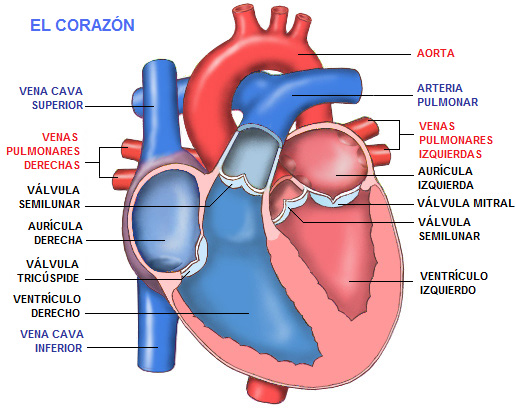 EL CORAZÓN
VENA CAVA
SUPERIOR
VENAS
PULMONARES
DERECHAS
VÁLVULA
SEMILUNAR
AURÍCULA
DERECHA
VÁLVULA
TRICÚSPIDE
VENTRÍCULO
DERECHO
VENA CAVA
INFERIOR
AORTA
ARTERIA
PULMONAR
VENAS
PULMONARES
IZQUIERDAS
AURÍCULA
IZQUIERDA
VÁLVULA MITRAL
VÁLVULA
SEMILUNAR
VENTRÍCULO
IZQUIERDO